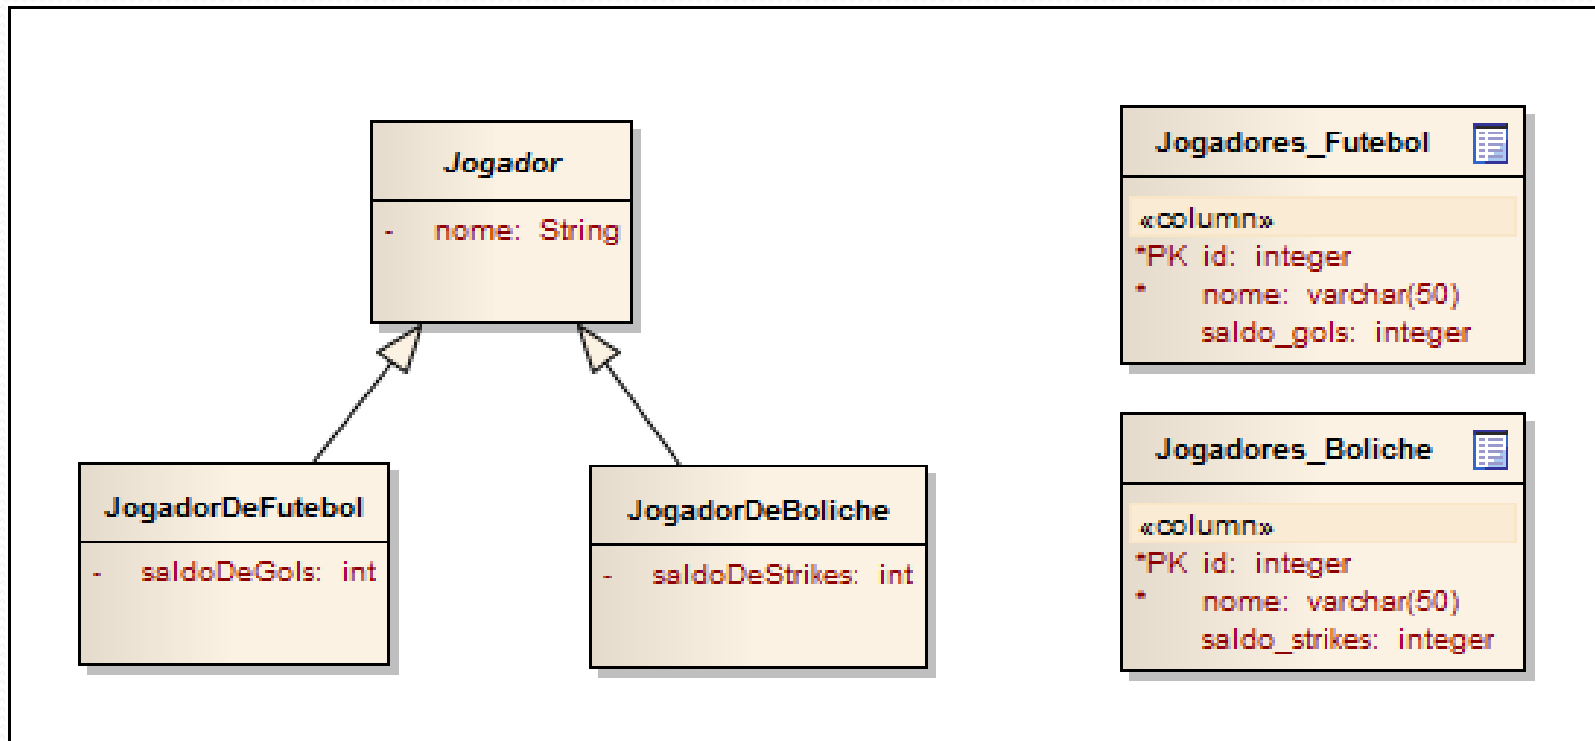 Jogador
- nome: String
JogadorDeFutebol
- saldoDeGols: int
JogadorDeBoliche
- saldoDeStrikes: int
Jogadores_Futebol
«column»
*PK id: integer
* nome: varchar(50)
saldo_gols: integer
Jogadores_Boliche
«column»
*PK id: integer
* nome: varchar(50)
saldo_strikes: integer